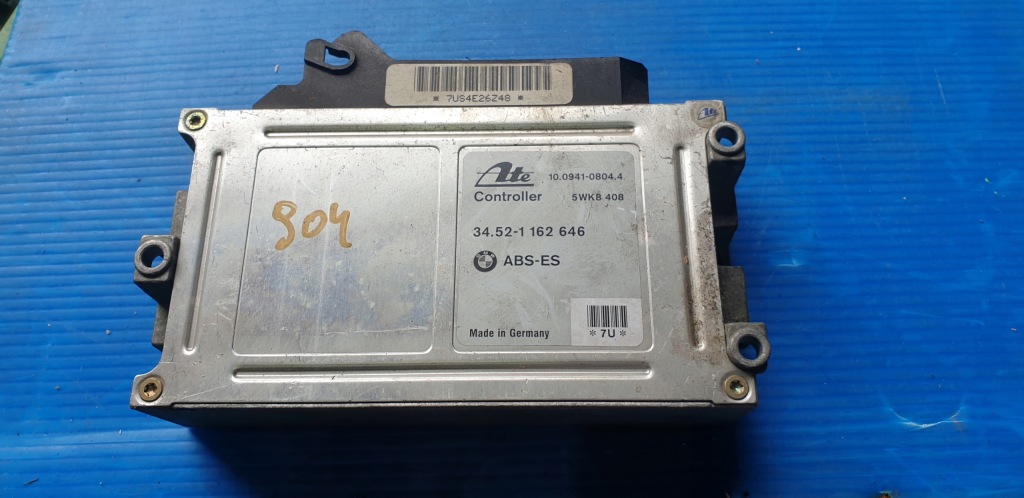 * 7US4E26Z48 *
Ate
10.0941-0804.4
Controller
5WK8 408
34.52-1 162 646
BMW
ABS-ES
Made in Germany
* 7U *
904